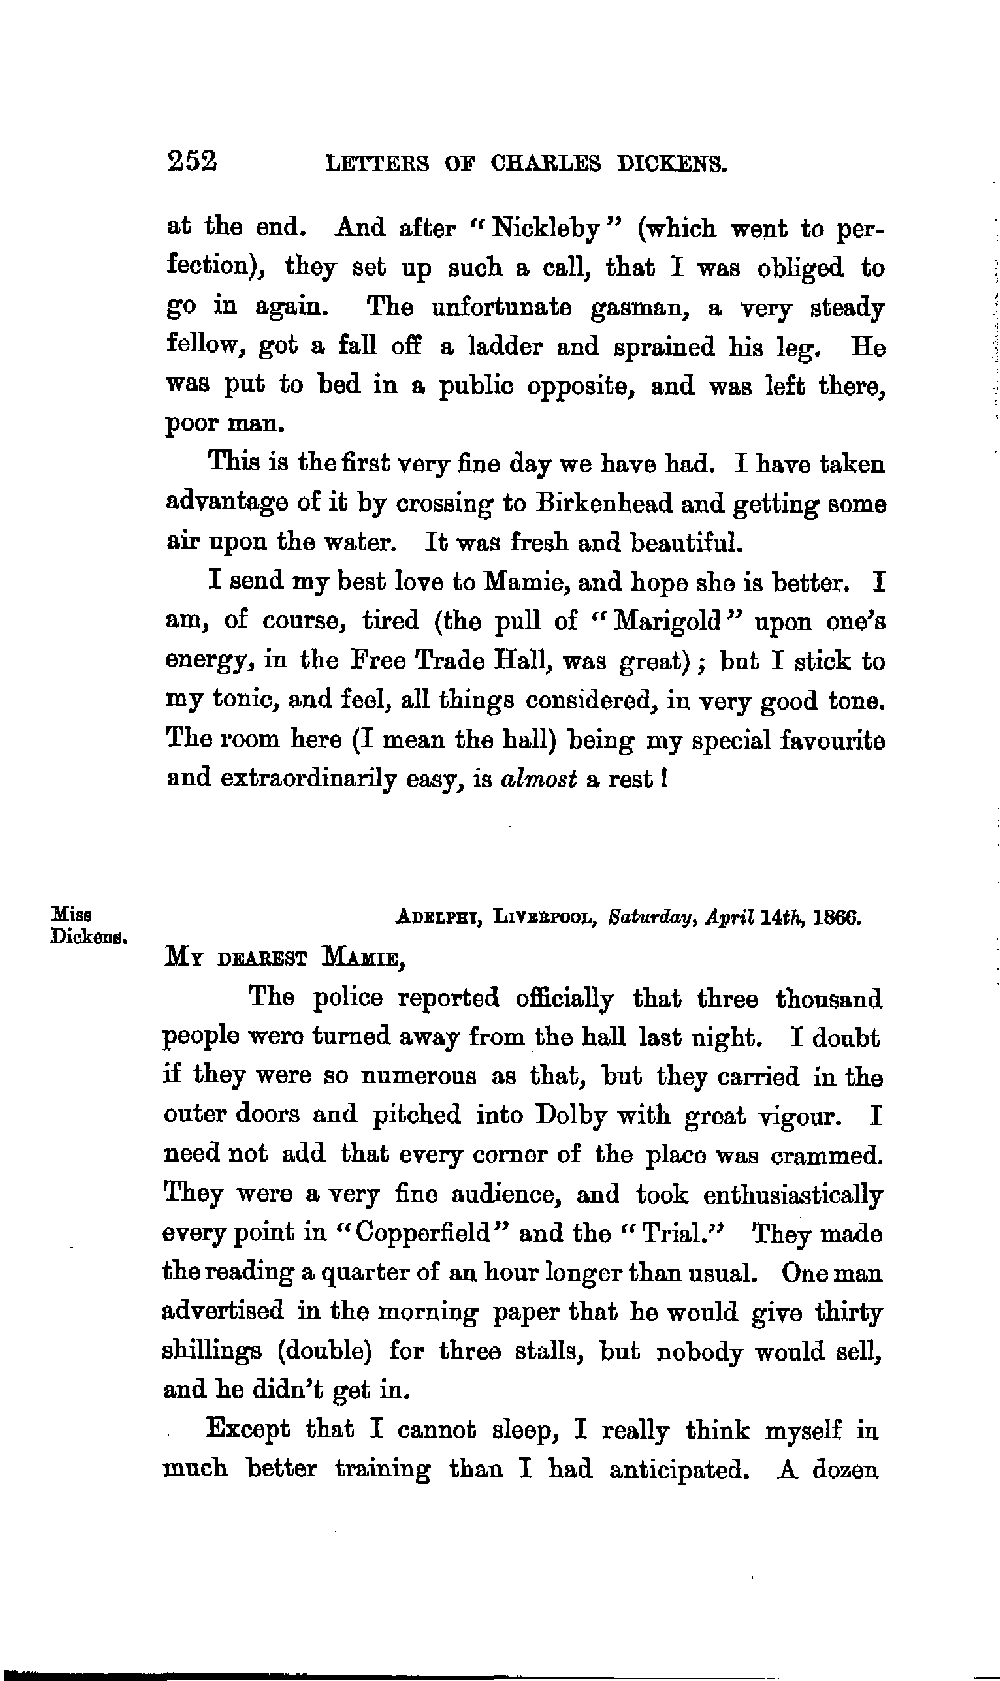 252 LETTERS OF CHARLES DICKENS.
at the end. And after “Nickleby” (which went to per-
fection), they set up such a call, that I was obliged to
go in again. The unfortunate gasman, a very steady
fellow, got a fall off a ladder and sprained his leg. He
was put to bed in a public opposite, and was left there,
poor man.
This is the first very fine day we have had. I have taken
advantage of it by crossing to Birkenhead and getting some
air upon the water. It was fresh and beautiful.
I send my best love to Mamie, and hope she is better. I
am, of course, tired (the pull of “Marigold” upon one’s
energy, in the Free Trade Hall, was great); but I stick to
my tonic, and feel, all things considered, in very good tone.
The room here (I mean the hall) being my special favourite
and extraordinarily easy, is almost a rest!
Miss
Dickens.
ADELPHI, LIVERPOOL, Saturday, April 14th, 1866.
MY DEAREST MAMIE,
The police reported officially that three thousand
people were turned away from the hall last night. I doubt
if they were so numerous as that, but they carried in the
outer doors and pitched into Dolby with great vigour. I
need not add that every corner of the place was crammed.
They were a very fine audience, and took enthusiastically
every point in “Copperfield” and the “Trial.” They made
the reading a quarter of an hour longer than usual. One man
advertised in the morning paper that he would give thirty
shillings (double) for three stalls, but nobody would sell,
and he didn’t get in.
Except that I cannot sleep, I really think myself in
much better training than I had anticipated. A dozen